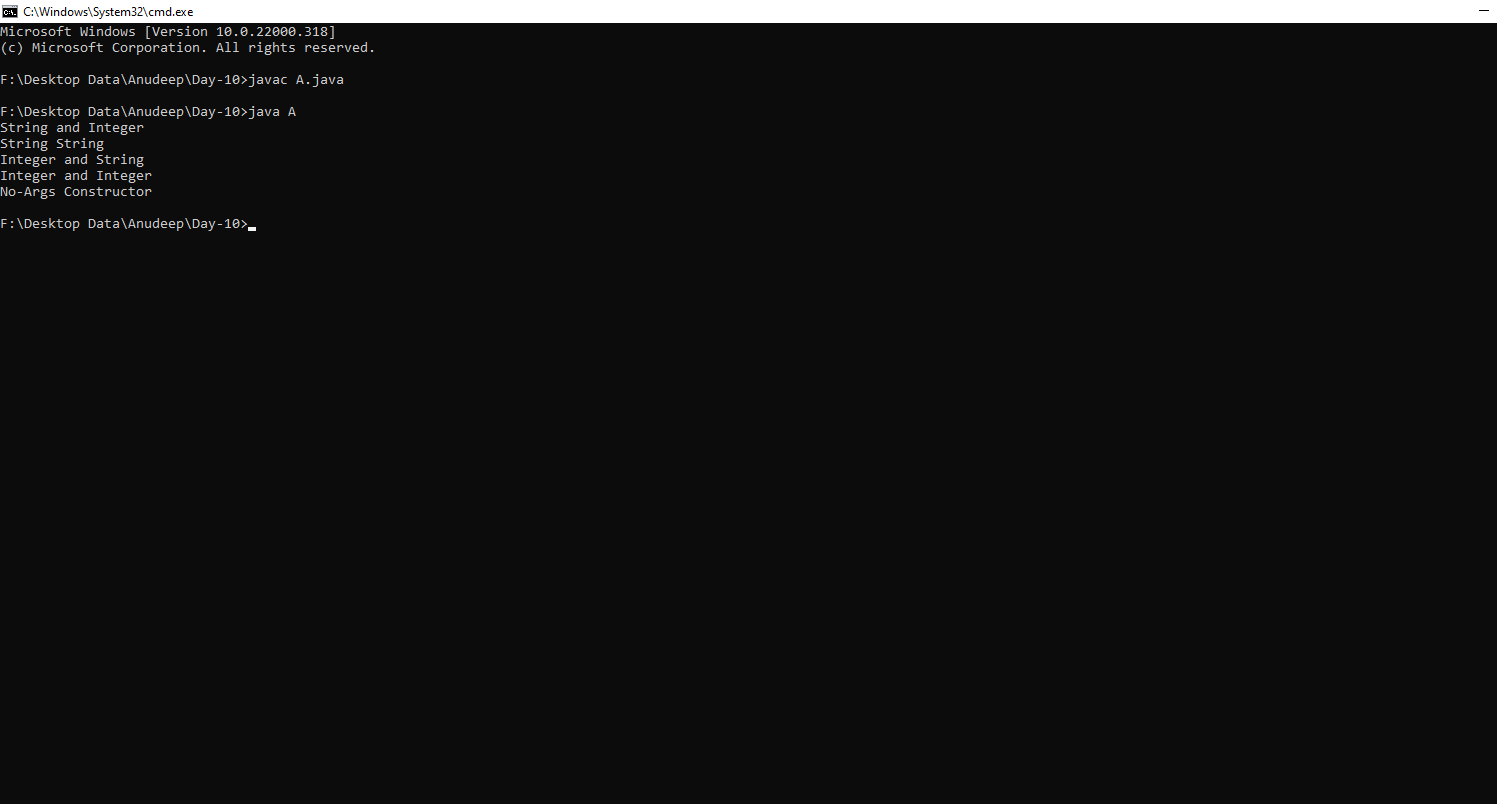 C:\Windows\System32\cmd.exe
Microsoft Windows [Version 10.0.22000.318]
(c) Microsoft Corporation. All rights reserved.
F:\Desktop Data\Anudeep\Day-10>javac A.java
F:\Desktop Data\Anudeep\Day-10>java A
String and Integer
String String
Integer and String
Integer and Integer
No-Args Constructor
F:\Desktop Data\Anudeep\Day-10>